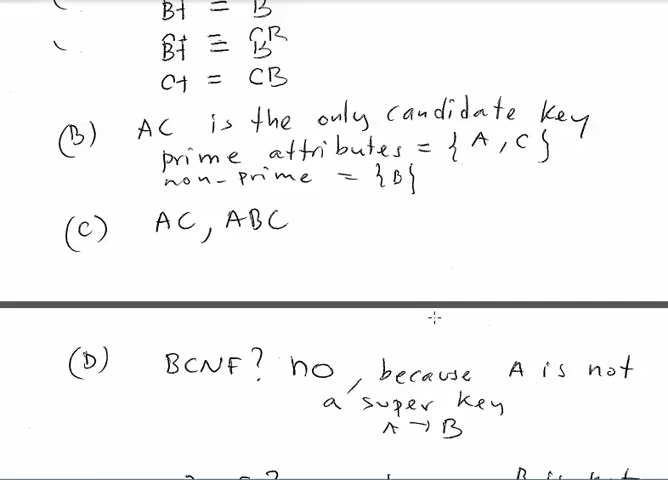 B+ = B
C+ = CB
(B) AC is the only candidate key
prime attributes = {A, C}
non-prime = {B}
(C) AC, ABC
(D) BCNF? no, because A is not
a super key
A → B